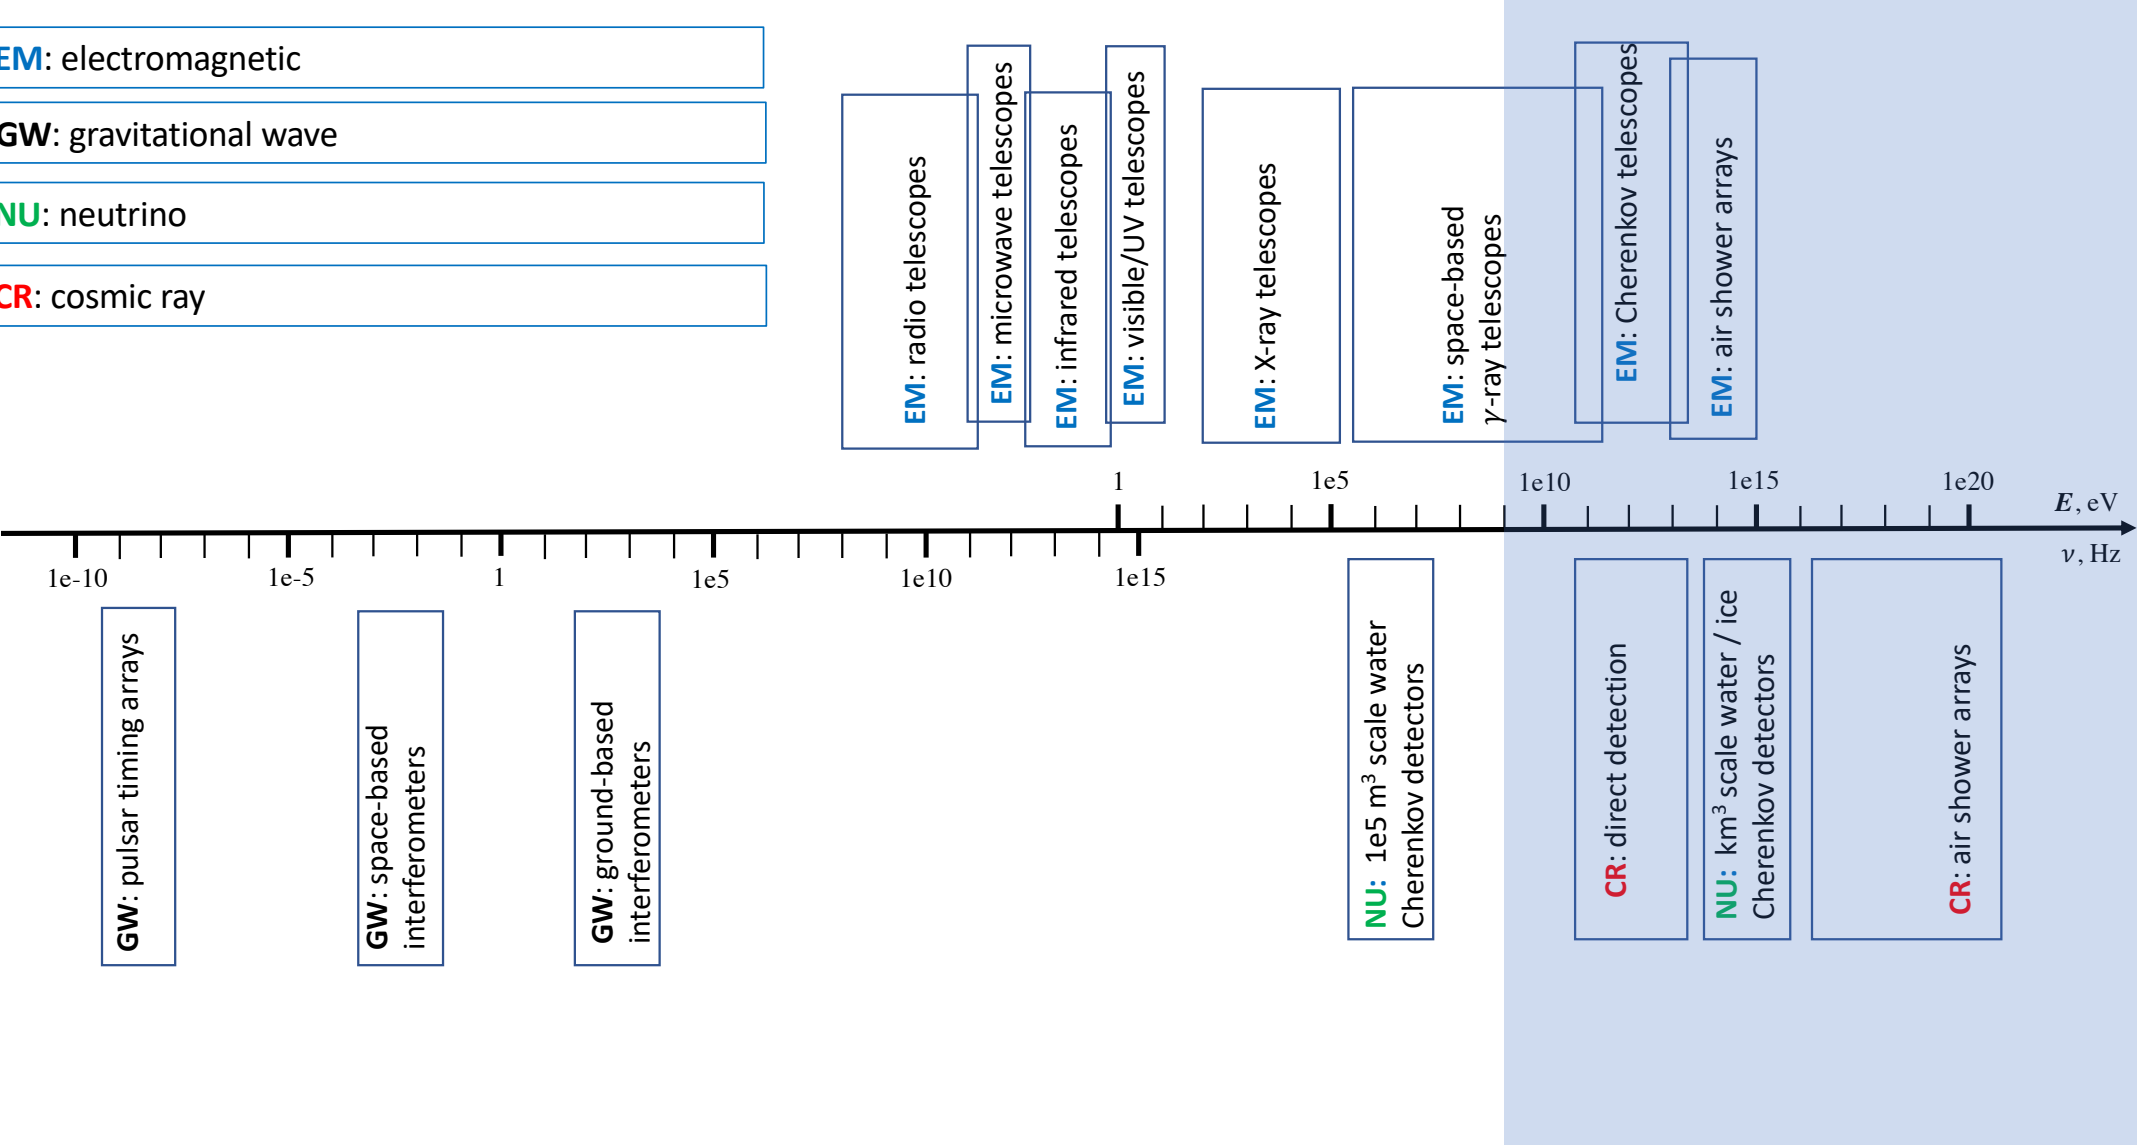 EM: electromagnetic
GW: gravitational wave
NU: neutrino
CR: cosmic ray
EM: radio telescopes
EM: microwave telescopes
EM: infrared telescopes
EM: visible/UV telescopes
EM: X-ray telescopes
EM: space-based
γ-ray telescopes
EM: Cherenkov telescopes
EM: air shower arrays
1
1e5
1e10
1e15
1e20
E, eV
1e-10
1e-5
1
1e5
1e10
1e15
ν, Hz
GW: pulsar timing arrays
GW: space-based
interferometers
GW: ground-based
interferometers
NU: 1e5 m³ scale water
Cherenkov detectors
CR: direct detection
NU: km³ scale water / ice
Cherenkov detectors
CR: air shower arrays